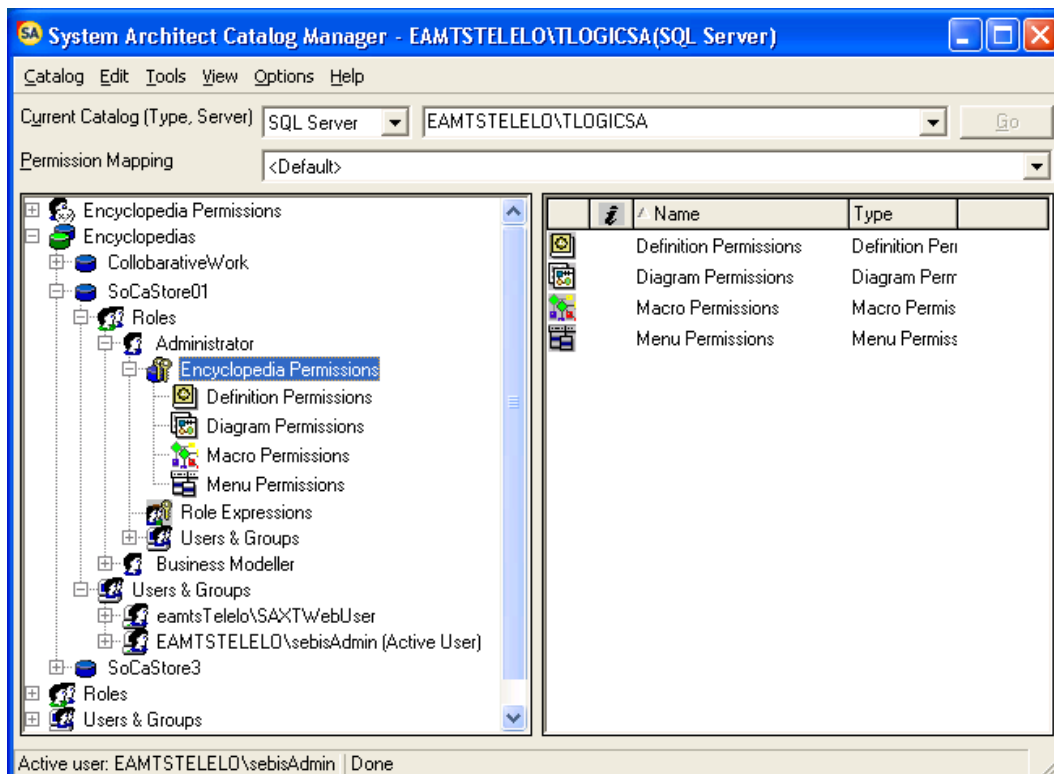 System Architect Catalog Manager - EAMTSTELELO\TLOGICSA(SQL Server)
Catalog Edit Tools View Options Help
Current Catalog (Type, Server) SQL Server EAMTSTELELO\TLOGICSA Go
Permission Mapping <Default>
Encyclopedia Permissions
Encyclopedias
CollobarativeWork
SoCaStore01
Roles
Administrator
Encyclopedia Permissions
Definition Permissions
Diagram Permissions
Macro Permissions
Menu Permissions
Role Expressions
Users & Groups
Business Modeller
Users & Groups
eamtsTelelo\SAXTWebUser
EAMTSTELELO\sebisAdmin (Active User)
SoCaStore3
Roles
Users & Groups
i Name Type
Definition Permissions Definition Perr
Diagram Permissions Diagram Perm
Macro Permissions Macro Permis
Menu Permissions Menu Permiss
Active user: EAMTSTELELO\sebisAdmin Done